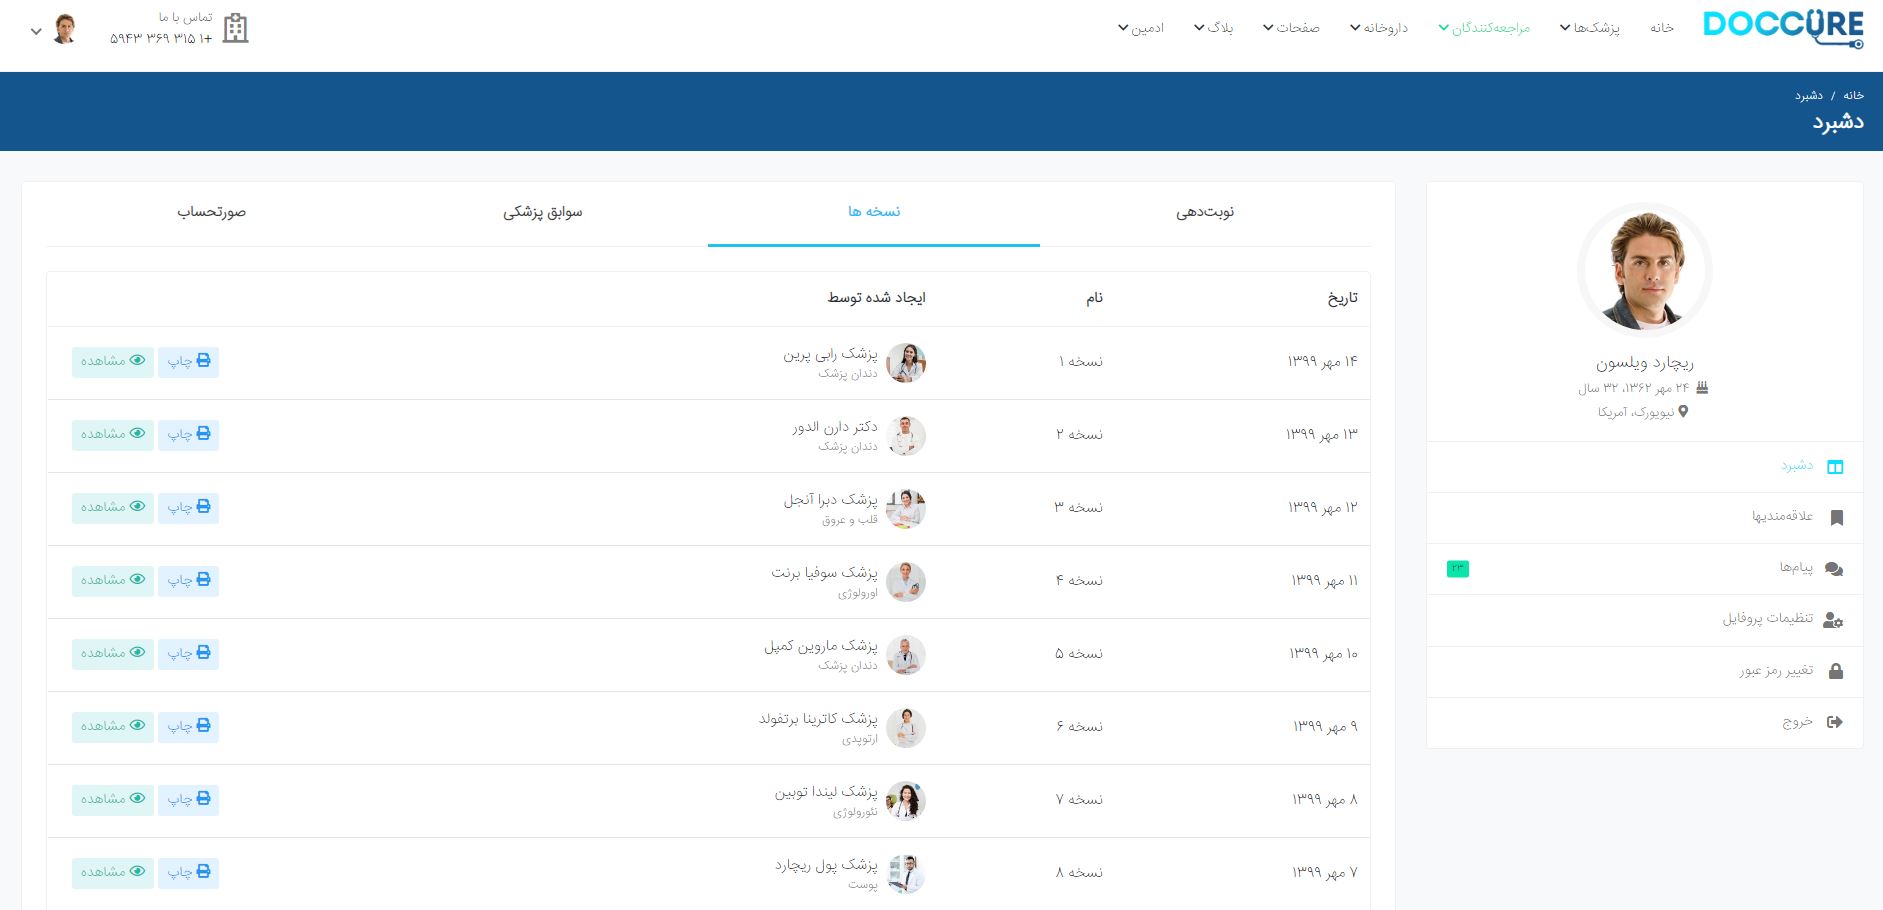 DOCCURE
خانه
پزشک‌ها
مراجعه‌کنندگان
داروخانه
صفحات
بلاگ
ادمین
تماس با ما
+۱ ۳۱۵ ۳۶۹ ۵۹۴۳
خانه / دشبرد
دشبرد
ریچارد ویلسون
۲۴ مهر ۱۳۶۲، ۳۲ سال
نیویورک، آمریکا
دشبرد
علاقه‌مندیها
پیام‌ها ۲۳
تنظیمات پروفایل
تغییر رمز عبور
خروج
نوبت‌دهی نسخه ها سوابق پزشکی صورتحساب
تاریخ نام ایجاد شده توسط
۱۴ مهر ۱۳۹۹ نسخه ۱ پزشک رابی پرین چاپ مشاهده
دندان پزشک
۱۳ مهر ۱۳۹۹ نسخه ۲ دکتر دارن الدور چاپ مشاهده
دندان پزشک
۱۲ مهر ۱۳۹۹ نسخه ۳ پزشک دبرا آنجل چاپ مشاهده
قلب و عروق
۱۱ مهر ۱۳۹۹ نسخه ۴ پزشک سوفیا برنت چاپ مشاهده
اورولوژی
۱۰ مهر ۱۳۹۹ نسخه ۵ پزشک ماروین کمپل چاپ مشاهده
دندان پزشک
۹ مهر ۱۳۹۹ نسخه ۶ پزشک کاترینا برتفولد چاپ مشاهده
ارتوپدی
۸ مهر ۱۳۹۹ نسخه ۷ پزشک لیندا توبین چاپ مشاهده
نئورولوژی
۷ مهر ۱۳۹۹ نسخه ۸ پزشک پول ریچارد چاپ مشاهده
پوست